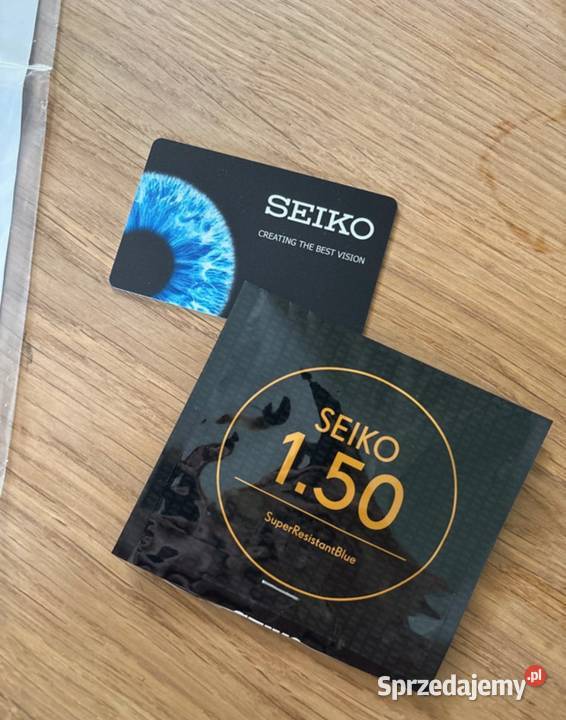 SEIKO
CREATING THE BEST VISION
SEIKO
1.50
SuperResistantBlue
Sprzedajemy.pl